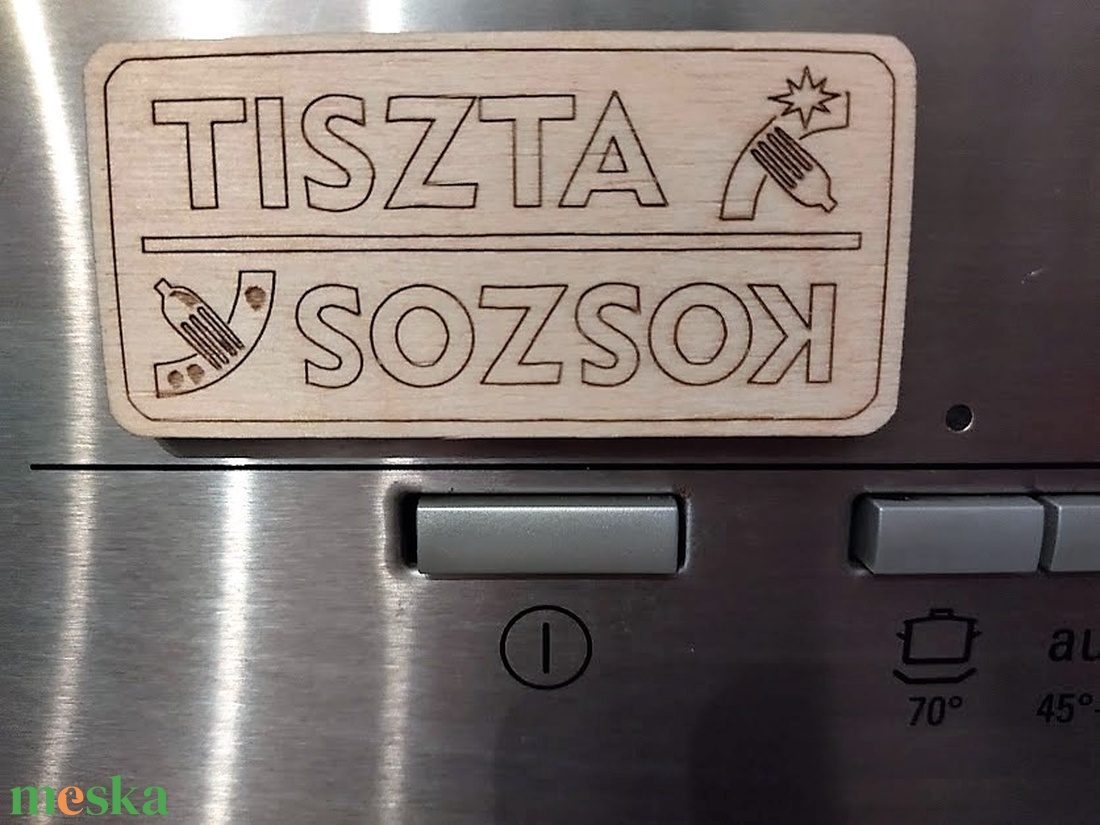 TISZTA
KOSZOS
70°
45°-
meska